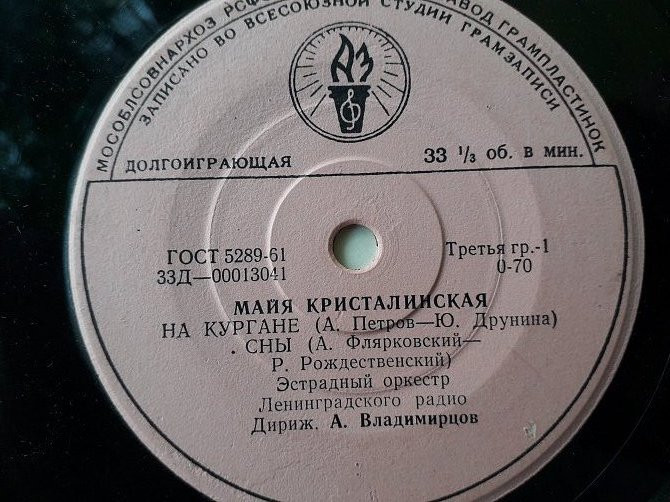 МОСОБЛСОВНАРХОЗ РСФ ЗАВОД ГРАМПЛАСТИНОК
ЗАПИСАНО ВО ВСЕСОЮЗНОЙ СТУДИИ ГРАМЗАПИСИ
АЗ
ДОЛГОИГРАЮЩАЯ 33 1/3 об. в мин.
ГОСТ 5289-61 Третья гр.-1
33Д—00013041 0-70
МАЙЯ КРИСТАЛИНСКАЯ
НА КУРГАНЕ (А. Петров—Ю. Друнина)
. СНЫ (А. Флярковский—
Р. Рождественский)
Эстрадный оркестр
Ленинградского радио
Дириж. А. Владимирцов